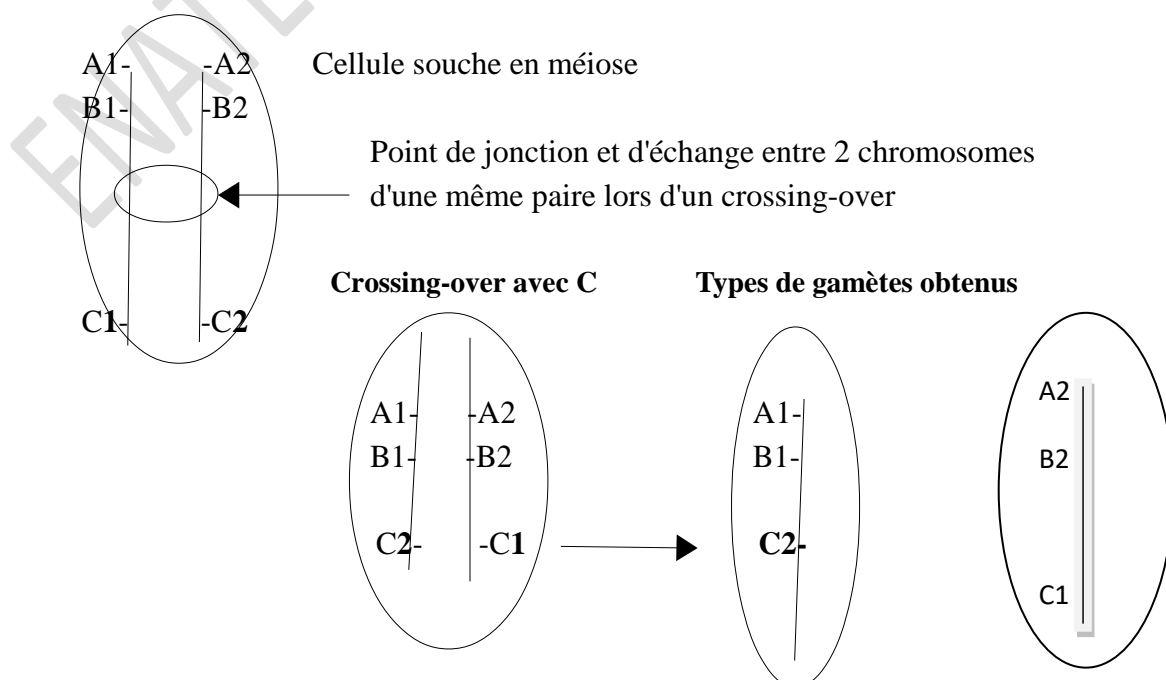 ENATE
A1- -A2 Cellule souche en méiose
B1- -B2
Point de jonction et d'échange entre 2 chromosomes
d'une même paire lors d'un crossing-over
Crossing-over avec C Types de gamètes obtenus
C1- -C2
A1- -A2 A1- A2
B1- -B2 B1- B2
C2- -C1 C2- C1